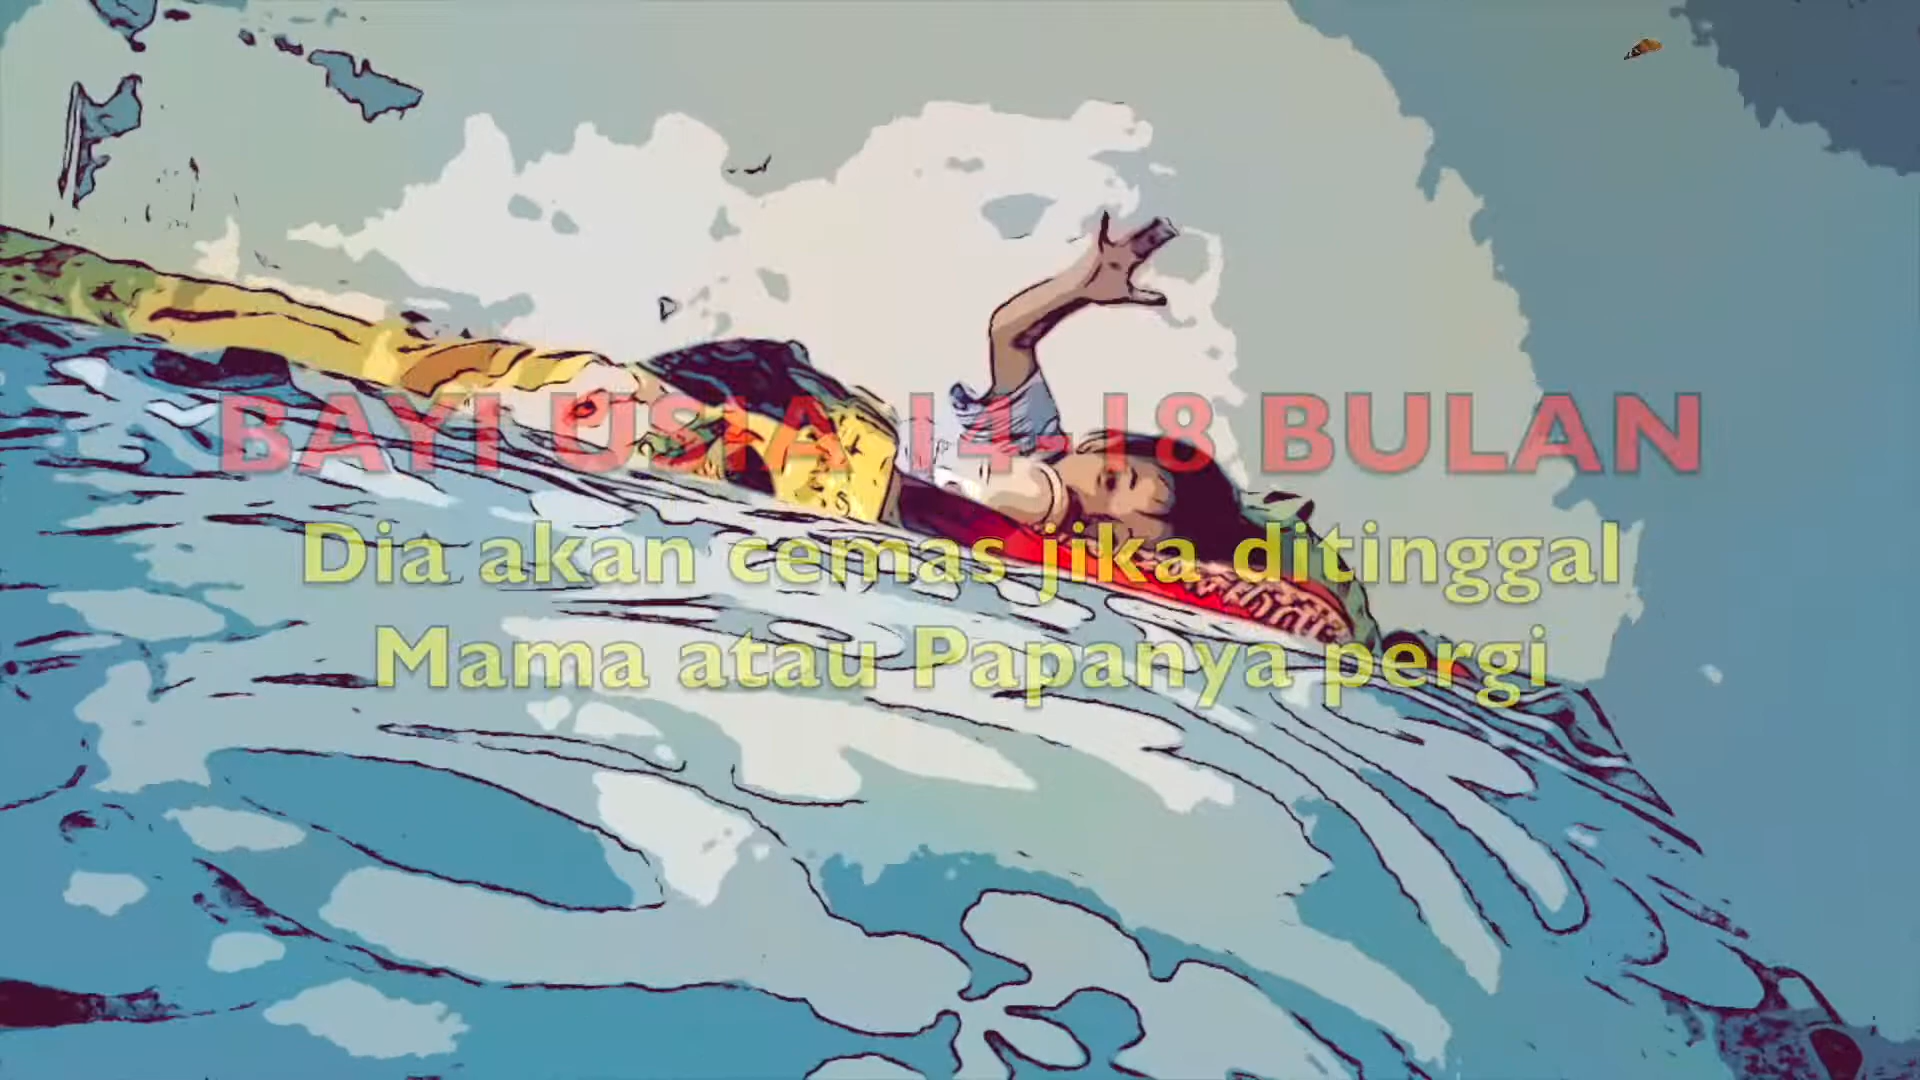 BAYI USIA 14-18 BULAN
Dia akan cemas jika ditinggal
Mama atau Papanya pergi